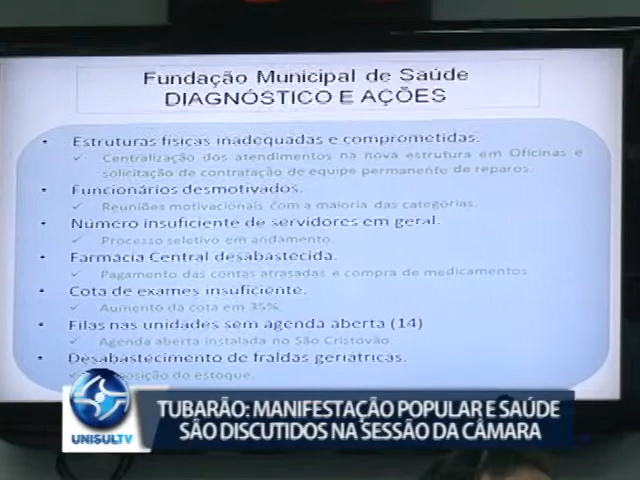 Fundação Municipal de Saúde
DIAGNÓSTICO E AÇÕES
• Estruturas físicas inadequadas e comprometidas.
✓ Centralização dos atendimentos na nova estrutura em Oficinas e
solicitação de contratação de equipe permanente de reparos.
• Funcionários desmotivados.
✓ Reuniões motivacionais com a maioria das categorias.
• Número insuficiente de servidores em geral.
✓ Processo seletivo em andamento.
• Farmácia Central desabastecida.
✓ Pagamento das contas atrasadas e compra de medicamentos
• Cota de exames insuficiente.
✓ Aumento da cota em 35%
• Filas nas unidades sem agenda aberta (14)
✓ Agenda aberta instalada no São Cristóvão.
• Desabastecimento de fraldas geriátricas.
✓ do estoque.
UNISULTV
TUBARÃO: MANIFESTAÇÃO POPULAR E SAÚDE
SÃO DISCUTIDOS NA SESSÃO DA CÂMARA